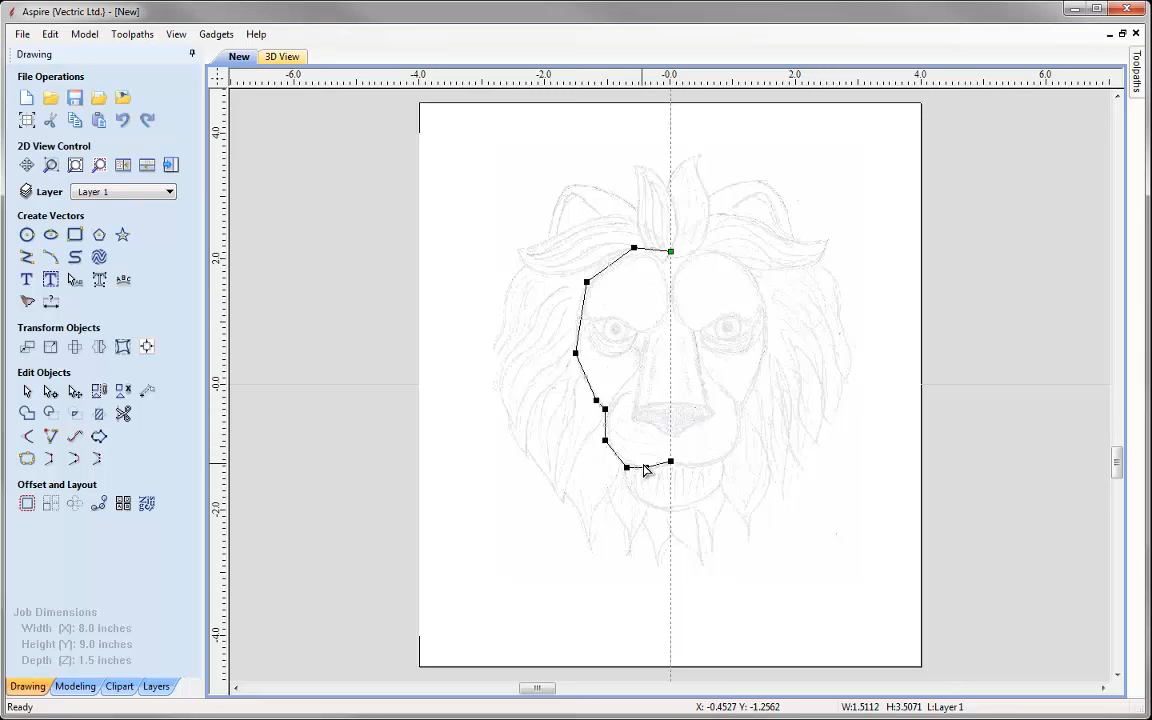 Aspire {Vectric Ltd.} - [New]
File Edit Model Toolpaths View Gadgets Help
Drawing
New 3D View
Toolpaths
-6.0 -4.0 -2.0 -0.0 2.0 4.0 6.0
4.0
2.0
-0.0
-2.0
-4.0
File Operations
2D View Control
Layer Layer 1
Create Vectors
Transform Objects
Edit Objects
Offset and Layout
Job Dimensions
Width (X): 8.0 inches
Height (Y): 9.0 inches
Depth (Z): 1.5 inches
Drawing Modeling Clipart Layers
Ready X: -0.4527 Y: -1.2562 W:1.5112 H:3.5071 L:Layer 1